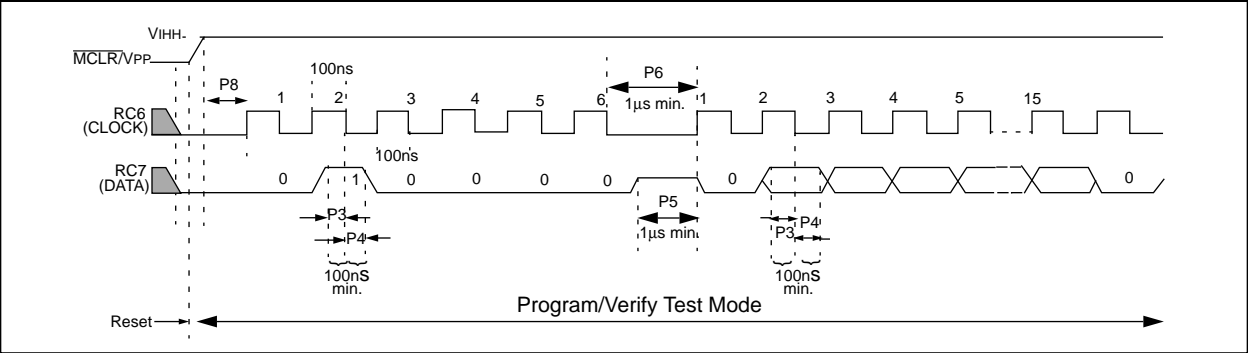 VIHH
MCLR/VPP
100ns
P8
P6
1µs min.
1 2 3 4 5 6 1 2 3 4 5 15
RC6
(CLOCK)
100ns
RC7
(DATA)
0 1 0 0 0 0 0 0
P5
1µs min.
P3
P4
P3
P4
100ns
min.
100ns
min.
Program/Verify Test Mode
Reset